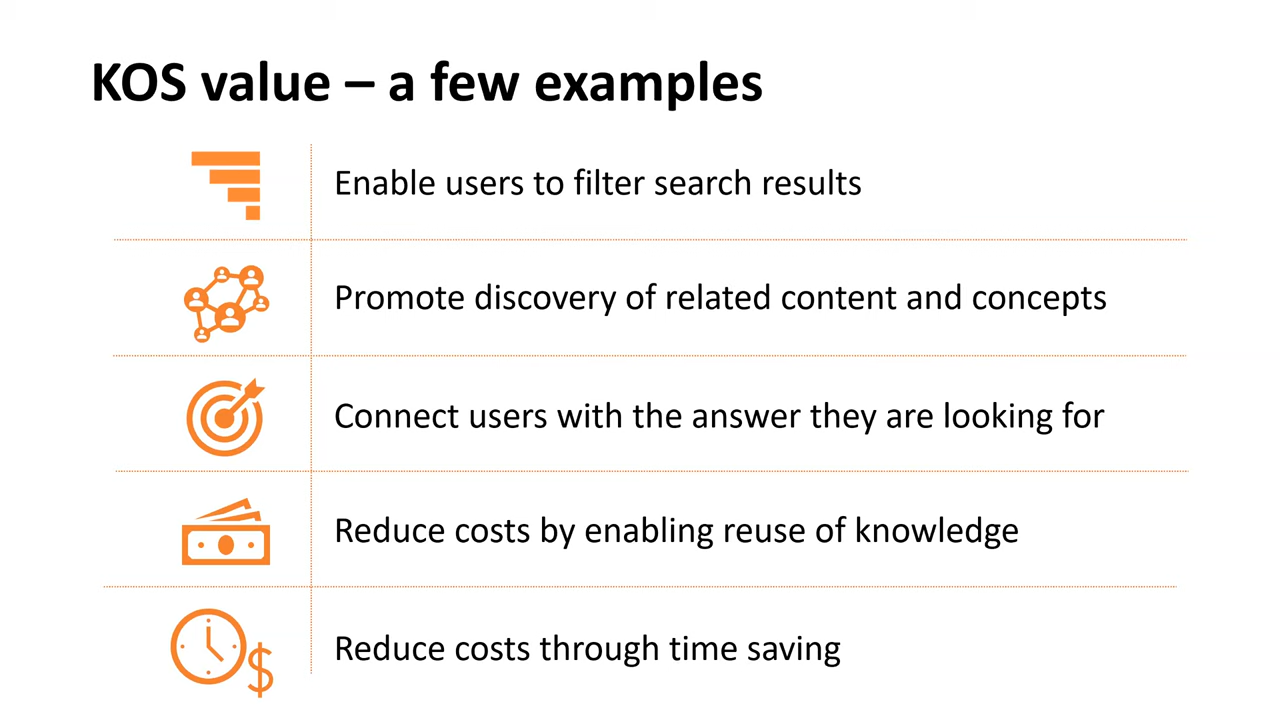 KOS value – a few examples
Enable users to filter search results
Promote discovery of related content and concepts
Connect users with the answer they are looking for
Reduce costs by enabling reuse of knowledge
Reduce costs through time saving
$